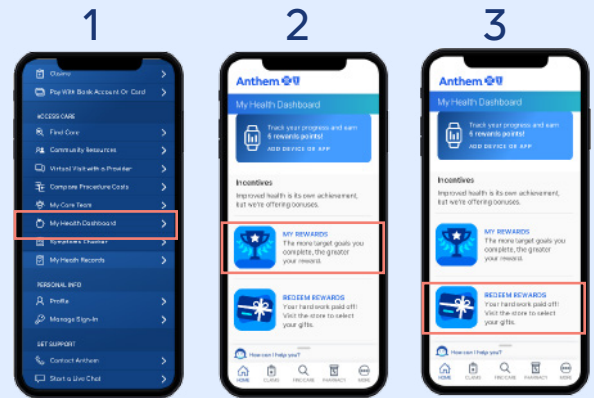 1
2
3
Claims
Pay With Bank Account Or Card
ACCESS CARE
Find Care
Community Resources
Virtual Visit with a Provider
Compare Procedure Costs
My Care Team
My Health Dashboard
Symptoms Checker
My Heath Records
PERSONAL INFO
Profile
Manage Sign-In
GET SUPPORT
Contact Anthem
Start a Live Chat
Anthem
My Health Dashboard
Track your progress and earn
6 rewards points!
ADD DEVICE OR APP
Incentives
Improved health is its own achievement,
but we're offering bonuses.
MY REWARDS
The more target goals you
complete, the greater
your reward.
REDEEM REWARDS
Your hard work paid off!
Visit the store to select
your gifts.
How can I help you?
HOME CLAIMS FIND CARE PHARMACY MORE
Anthem
My Health Dashboard
Track your progress and earn
6 rewards points!
ADD DEVICE OR APP
Incentives
Improved health is its own achievement,
but we're offering bonuses.
MY REWARDS
The more target goals you
complete, the greater
your reward.
REDEEM REWARDS
Your hard work paid off!
Visit the store to select
your gifts.
How can I help you?
HOME CLAIMS FIND CARE PHARMACY MORE